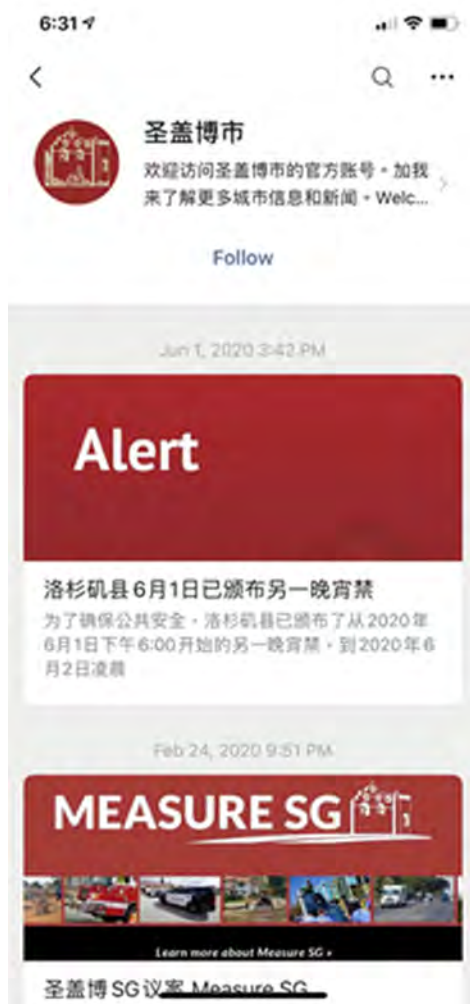 6:31
圣盖博市
欢迎访问圣盖博市的官方账号。加我
来了解更多城市信息和新闻。Welc...
Follow
Jun 1, 2020 3:42 PM
Alert
洛杉矶县6月1日已颁布另一晚宵禁
为了确保公共安全，洛杉矶县已颁布了从2020年
6月1日下午6:00开始的另一晚宵禁，到2020年6
月2日凌晨
Feb 24, 2020 9:51 PM
MEASURE SG
Learn more about Measure SG »
圣盖博SG议案 Measure SG